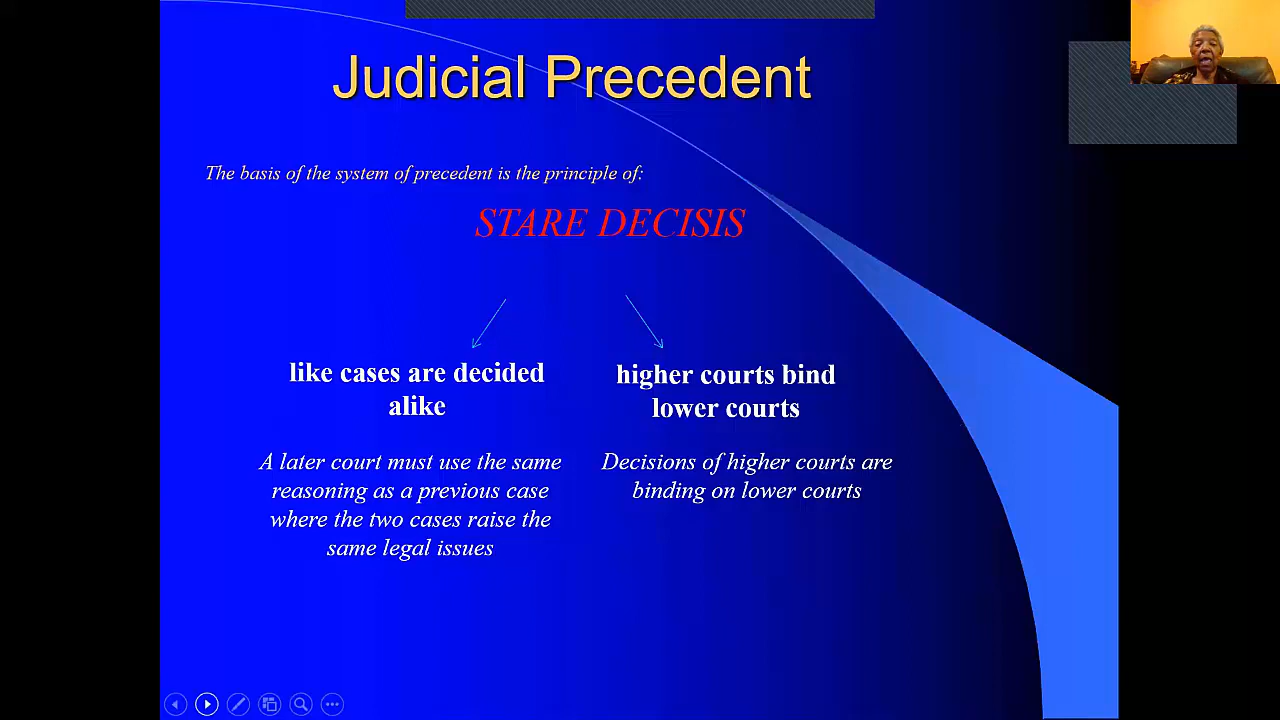 Judicial Precedent
The basis of the system of precedent is the principle of:
STARE DECISIS
like cases are decided
alike
A later court must use the same
reasoning as a previous case
where the two cases raise the
same legal issues
higher courts bind
lower courts
Decisions of higher courts are
binding on lower courts